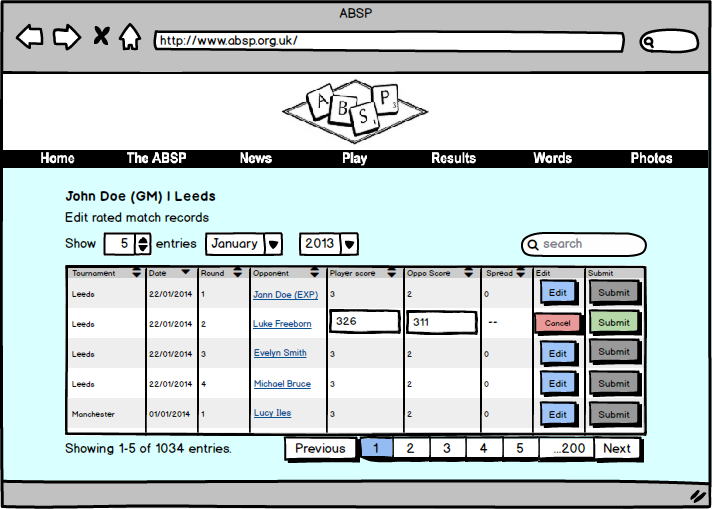 ABSP
http://www.absp.org.uk/
A B S P
Home The ABSP News Play Results Words Photos
John Doe (GM) | Leeds
Edit rated match records
Show 5 entries January 2013 search
Tournament Date Round Opponent Player score Oppo Score Spread Edit Submit
Leeds 22/01/2014 1 Jann Doe (EXP) 3 2 0 Edit Submit
Leeds 22/01/2014 2 Luke Freeborn 326 311 -- Cancel Submit
Leeds 22/01/2014 3 Evelyn Smith 3 2 0 Edit Submit
Leeds 22/01/2014 4 Michael Bruce 3 2 0 Edit Submit
Manchester 01/01/2014 1 Lucy Iles 3 2 0 Edit Submit
Showing 1-5 of 1034 entries. Previous 1 2 3 4 5 ...200 Next